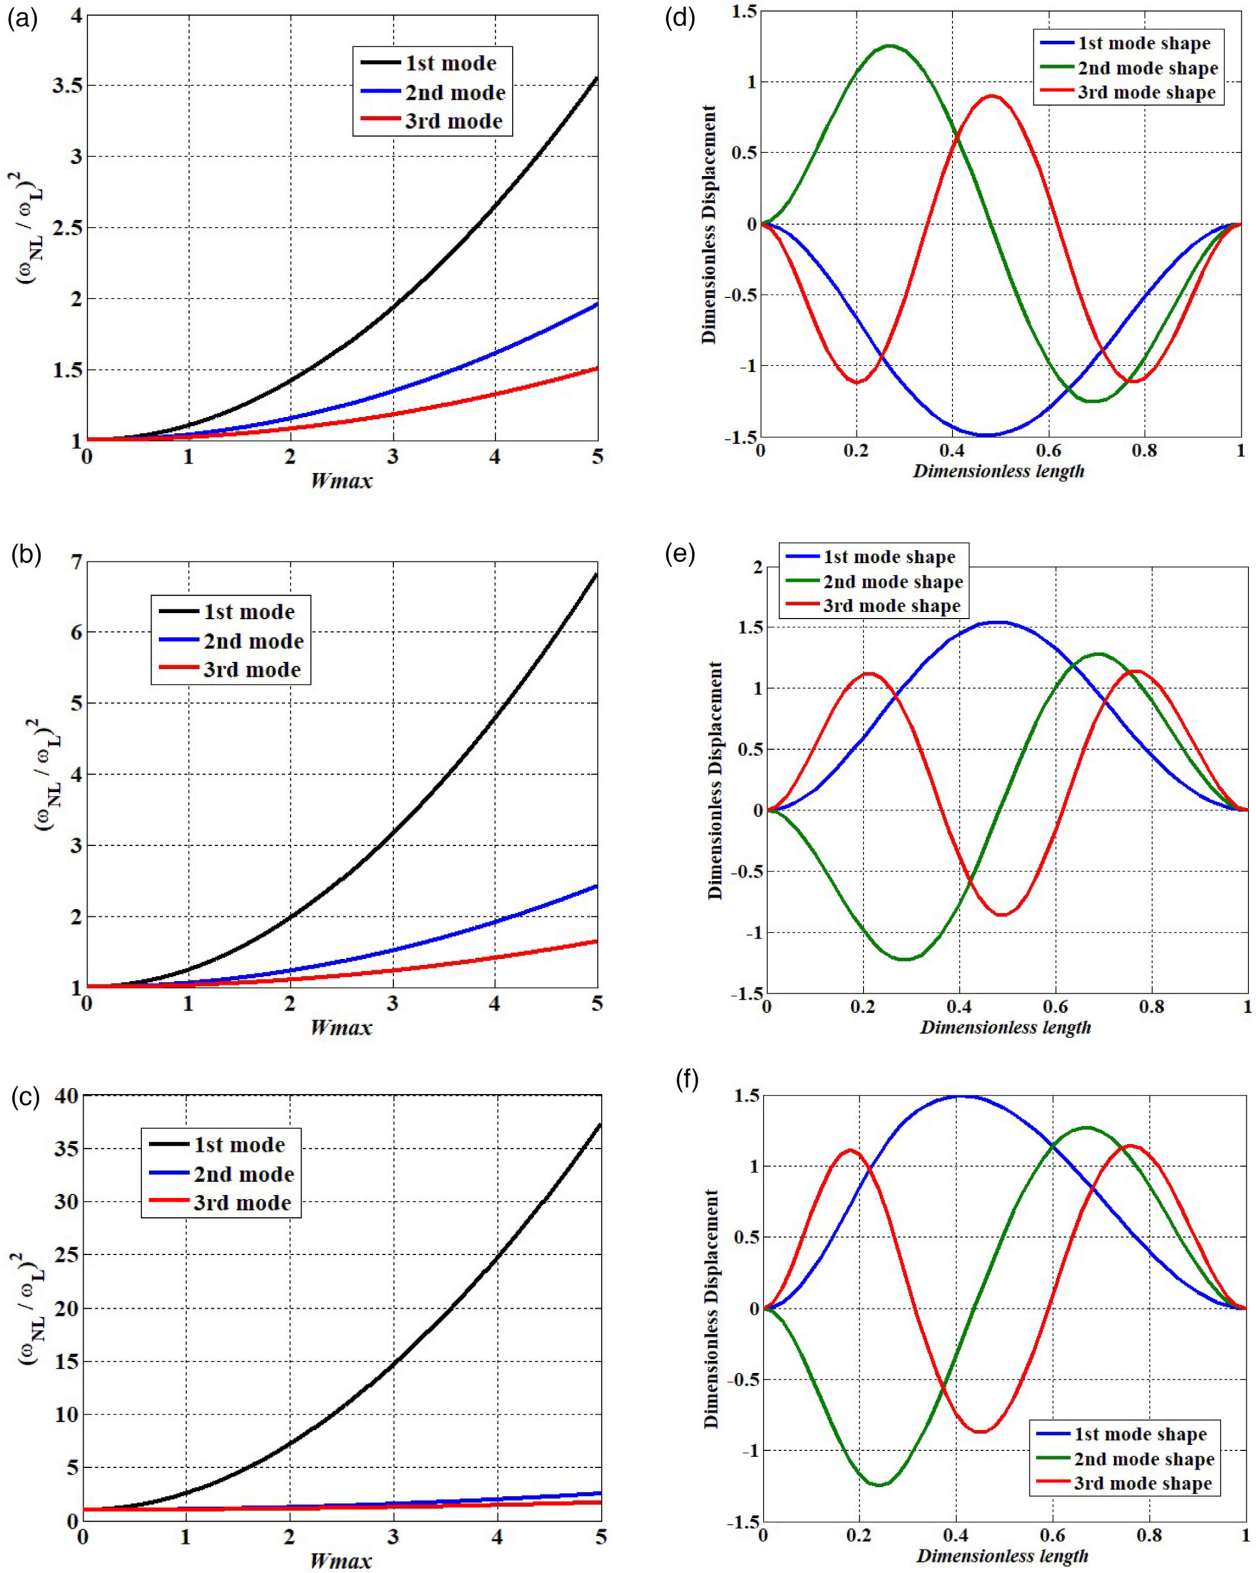 (a)
4
3.5
3
2.5
2
1.5
1
(ω_NL / ω_L)^2
1st mode
2nd mode
3rd mode
0 1 2 3 4 5
Wmax
(d)
1.5
1
0.5
0
-0.5
-1
-1.5
Dimensionless Displacement
1st mode shape
2nd mode shape
3rd mode shape
0 0.2 0.4 0.6 0.8 1
Dimensionless length
(b)
7
6
5
4
3
2
1
(ω_NL / ω_L)^2
1st mode
2nd mode
3rd mode
0 1 2 3 4 5
Wmax
(e)
1st mode shape
2nd mode shape
3rd mode shape
2
1.5
1
0.5
0
-0.5
-1
-1.5
Dimensionless Displacement
0 0.2 0.4 0.6 0.8 1
Dimensionless length
(c)
40
35
30
25
20
15
10
5
0
(ω_NL / ω_L)^2
1st mode
2nd mode
3rd mode
0 1 2 3 4 5
Wmax
(f)
1.5
1
0.5
0
-0.5
-1
-1.5
Dimensionless Displacement
1st mode shape
2nd mode shape
3rd mode shape
0 0.2 0.4 0.6 0.8 1
Dimensionless length